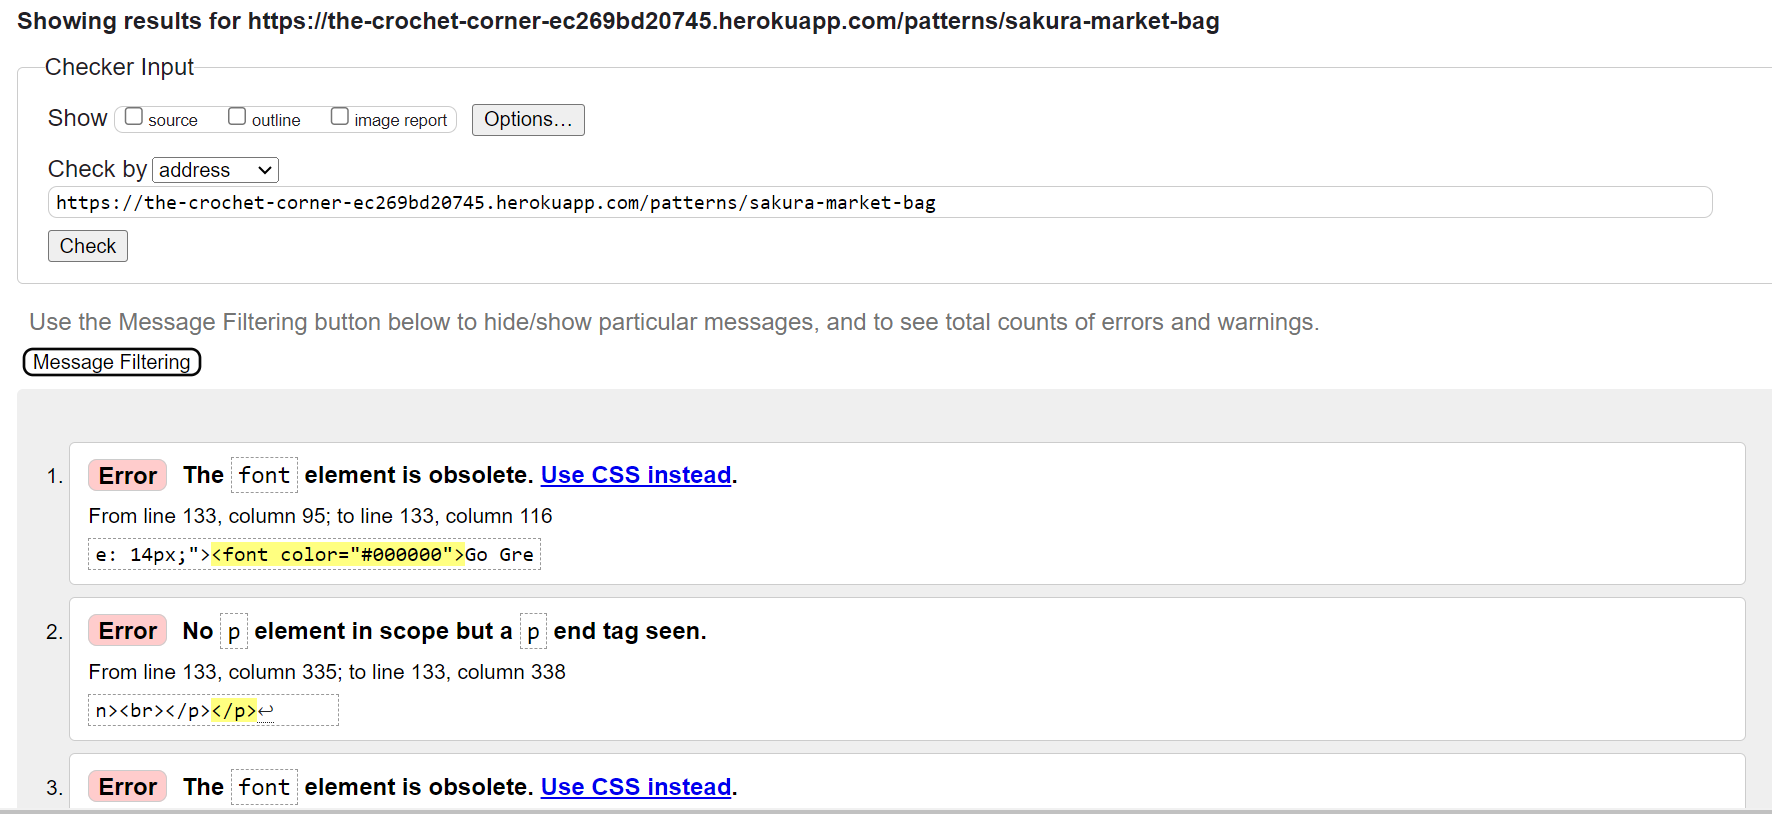 Showing results for https://the-crochet-corner-ec269bd20745.herokuapp.com/patterns/sakura-market-bag
Checker Input
Show source outline image report Options...
Check by address
https://the-crochet-corner-ec269bd20745.herokuapp.com/patterns/sakura-market-bag
Check
Use the Message Filtering button below to hide/show particular messages, and to see total counts of errors and warnings.
Message Filtering
1. Error The font element is obsolete. Use CSS instead.
From line 133, column 95; to line 133, column 116
e: 14px;"><font color="#000000">Go Gre
2. Error No p element in scope but a p end tag seen.
From line 133, column 335; to line 133, column 338
n><br></p></p>↩
3. Error The font element is obsolete. Use CSS instead.